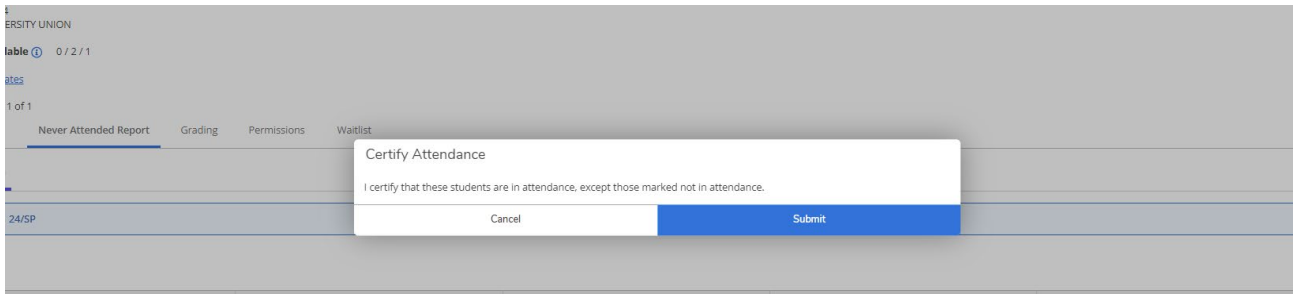 ERSITY UNION
lable 0 / 2 / 1
ates
1 of 1
Never Attended Report Grading Permissions Waitlist
Certify Attendance
I certify that these students are in attendance, except those marked not in attendance.
Cancel Submit
24/SP